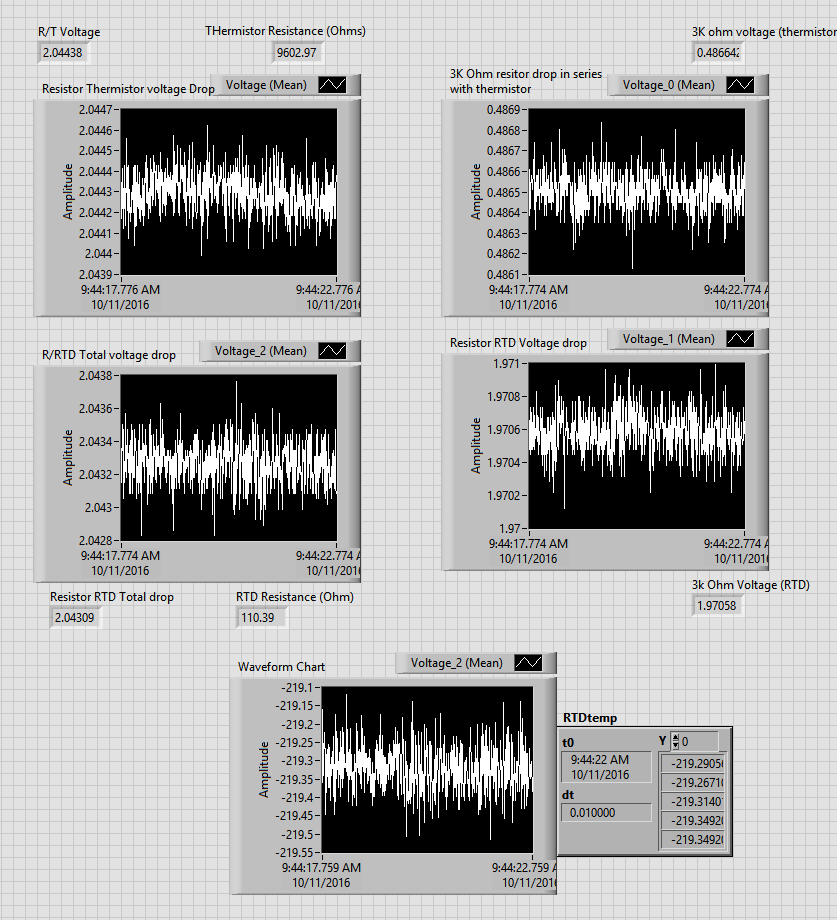 R/T Voltage
2.04438
THermistor Resistance (Ohms)
9602.97
3K ohm voltage (thermistor
0.486642
Resistor Thermistor voltage Drop
Voltage (Mean)
Amplitude
2.0447
2.0446
2.0445
2.0444
2.0443
2.0442
2.0441
2.044
2.0439
9:44:17.776 AM
10/11/2016
9:44:22.776 AM
10/11/2016
3K Ohm resitor drop in series
with thermistor
Voltage_0 (Mean)
Amplitude
0.4869
0.4868
0.4867
0.4866
0.4865
0.4864
0.4863
0.4862
0.4861
9:44:17.774 AM
10/11/2016
9:44:22.774 A
10/11/201
R/RTD Total voltage drop
Voltage_2 (Mean)
Amplitude
2.0438
2.0436
2.0434
2.0432
2.043
2.0428
9:44:17.774 AM
10/11/2016
9:44:22.774 A
10/11/201
Resistor RTD Voltage drop
Voltage_1 (Mean)
Amplitude
1.971
1.9708
1.9706
1.9704
1.9702
1.97
9:44:17.774 AM
10/11/2016
9:44:22.774 A
10/11/201
Resistor RTD Total drop
2.04309
RTD Resistance (Ohm)
110.39
3k Ohm Voltage (RTD)
1.97058
Waveform Chart
Voltage_2 (Mean)
Amplitude
-219.1
-219.15
-219.2
-219.25
-219.3
-219.35
-219.4
-219.45
-219.5
-219.55
9:44:17.759 AM
10/11/2016
9:44:22.759 A
10/11/201
RTDtemp
t0
9:44:22 AM
10/11/2016
dt
0.010000
Y
0
-219.2905
-219.2671
-219.3140
-219.3492
-219.3492